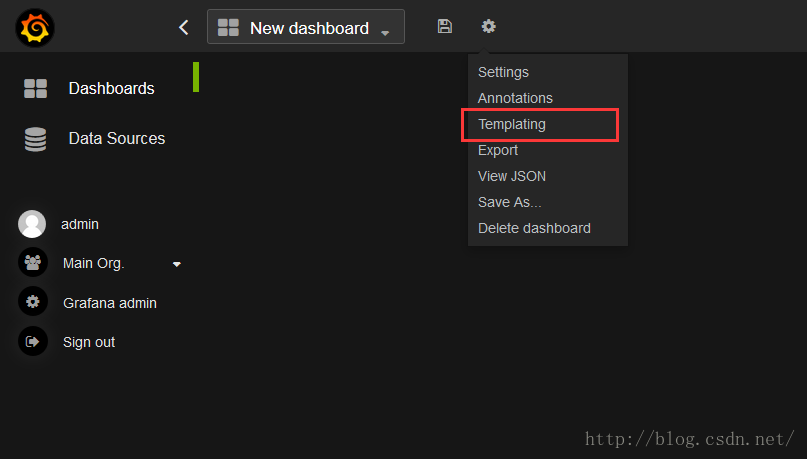 New dashboard
Dashboards
Data Sources
admin
Main Org.
Grafana admin
Sign out
Settings
Annotations
Templating
Export
View JSON
Save As...
Delete dashboard
http://blog.csdn.net/